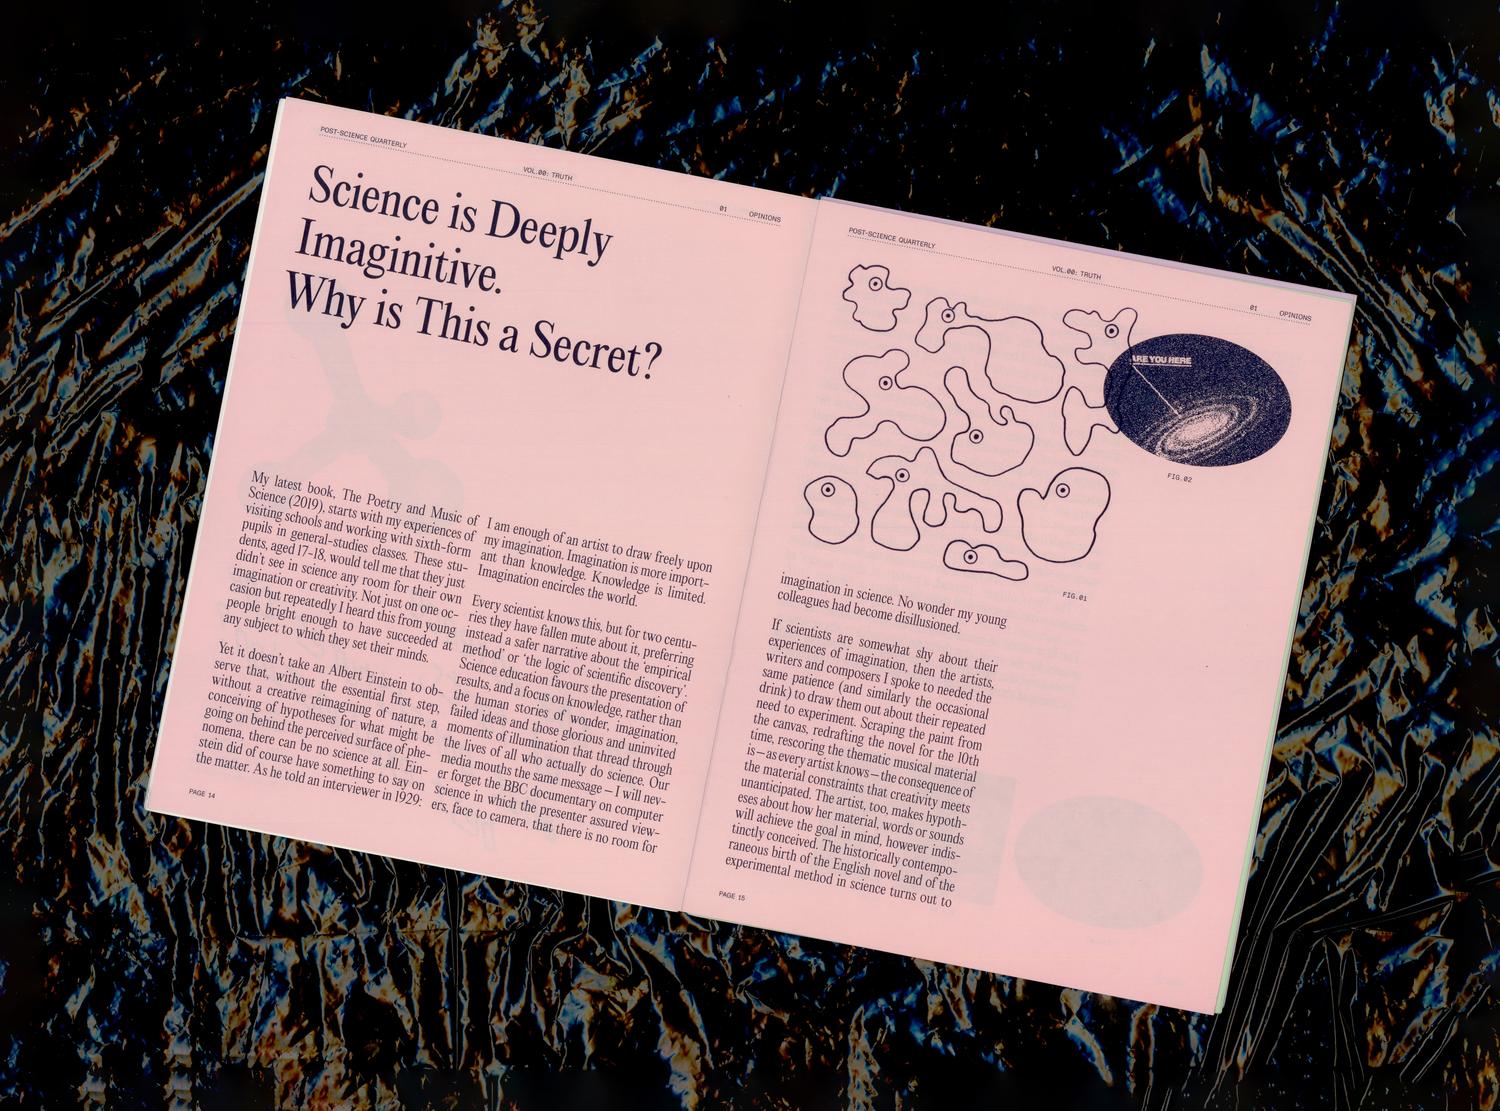 POST-SCIENCE QUARTERLY
VOL.00: TRUTH
01 OPINIONS
Science is Deeply
Imaginitive.
Why is This a Secret?
My latest book, The Poetry and Music of
Science (2019), starts with my experiences of
visiting schools and working with sixth-form
pupils in general-studies classes. These stu-
dents, aged 17-18, would tell me that they just
didn't see in science any room for their own
imagination or creativity. Not just on one oc-
casion but repeatedly I heard this from young
people bright enough to have succeeded at
any subject to which they set their minds.
Yet it doesn't take an Albert Einstein to ob-
serve that, without the essential first step,
without a creative reimagining of nature, a
conceiving of hypotheses for what might be
going on behind the perceived surface of phe-
nomena, there can be no science at all. Ein-
stein did of course have something to say on
the matter. As he told an interviewer in 1929:
PAGE 14
I am enough of an artist to draw freely upon
my imagination. Imagination is more import-
ant than knowledge. Knowledge is limited.
Imagination encircles the world.
Every scientist knows this, but for two centu-
ries they have fallen mute about it, preferring
instead a safer narrative about the 'empirical
method' or 'the logic of scientific discovery'.
Science education favours the presentation of
results, and a focus on knowledge, rather than
the human stories of wonder, imagination,
failed ideas and those glorious and uninvited
moments of illumination that thread through
the lives of all who actually do science. Our
media mouths the same message – I will nev-
er forget the BBC documentary on computer
science in which the presenter assured view-
ers, face to camera, that there is no room for
POST-SCIENCE QUARTERLY
VOL.00: TRUTH
01 OPINIONS
ARE YOU HERE
FIG.02
FIG.01
imagination in science. No wonder my young
colleagues had become disillusioned.
If scientists are somewhat shy about their
experiences of imagination, then the artists,
writers and composers I spoke to needed the
same patience (and similarly the occasional
drink) to draw them out about their repeated
need to experiment. Scraping the paint from
the canvas, redrafting the novel for the 10th
time, rescoring the thematic musical material
is – as every artist knows – the consequence of
the material constraints that creativity meets
unanticipated. The artist, too, makes hypoth-
eses about how her material, words or sounds
will achieve the goal in mind, however indis-
tinctly conceived. The historically contempo-
raneous birth of the English novel and of the
experimental method in science turns out to
PAGE 15